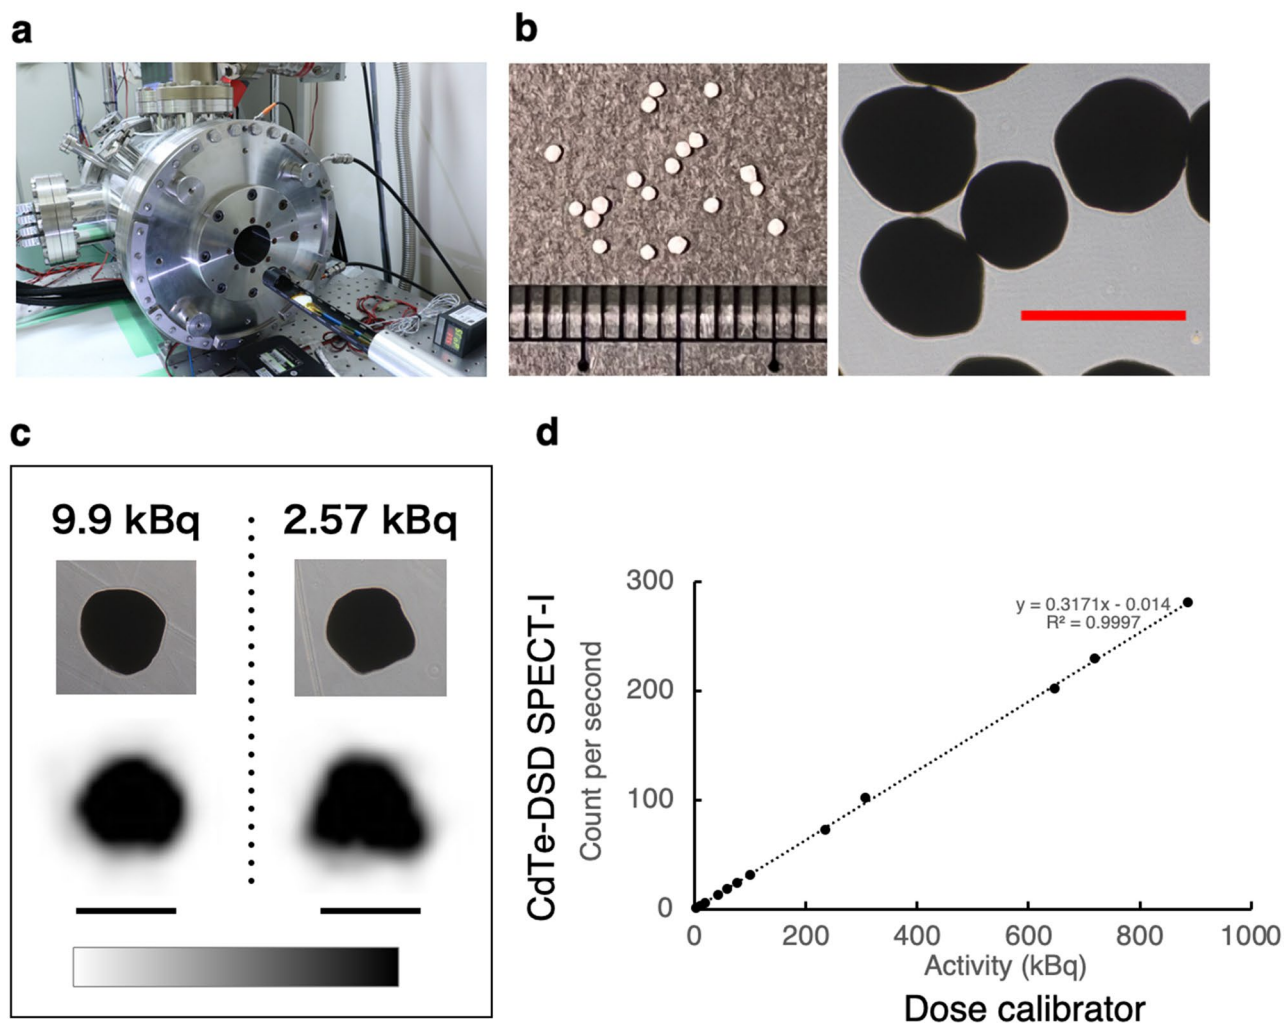 a
b
c
9.9 kBq
2.57 kBq
d
CdTe-DSD SPECT-I
Count per second
300
200
100
0
y = 0.3171x - 0.014
R² = 0.9997
0 200 400 600 800 1000
Activity (kBq)
Dose calibrator